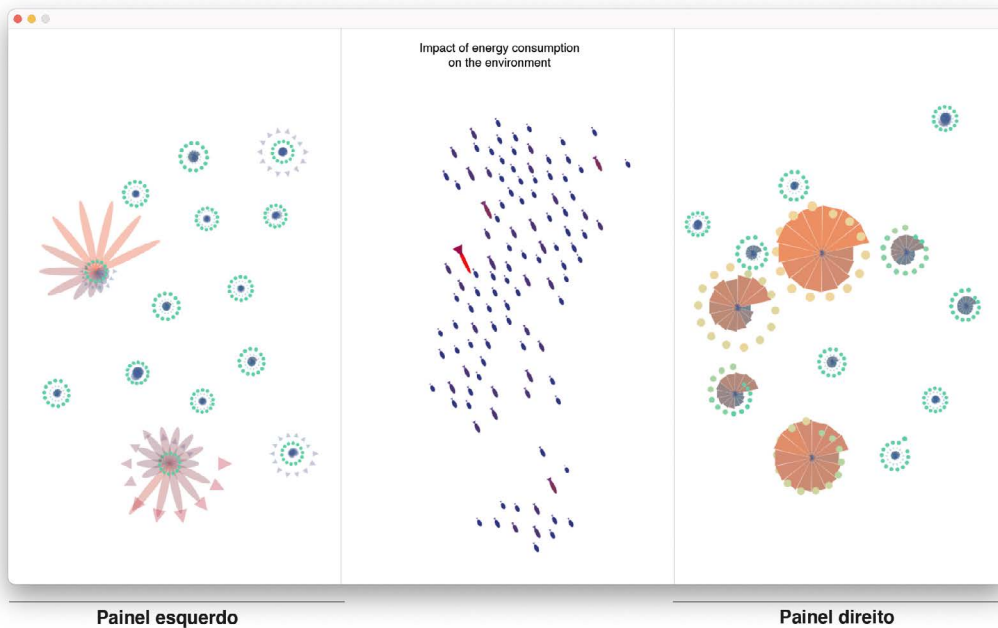 Impact of energy consumption
on the environment
Painel esquerdo
Painel direito